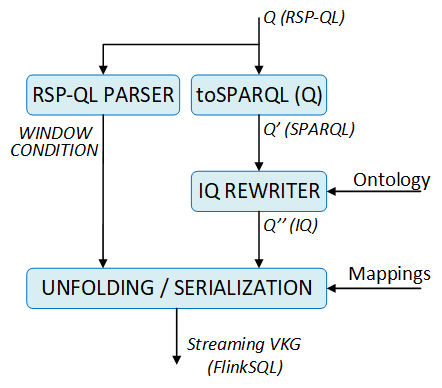 Q (RSP-QL)
RSP-QL PARSER
toSPARQL (Q)
WINDOW
CONDITION
Q’ (SPARQL)
IQ REWRITER
Ontology
Q’’ (IQ)
Mappings
UNFOLDING / SERIALIZATION
Streaming VKG
(FlinkSQL)